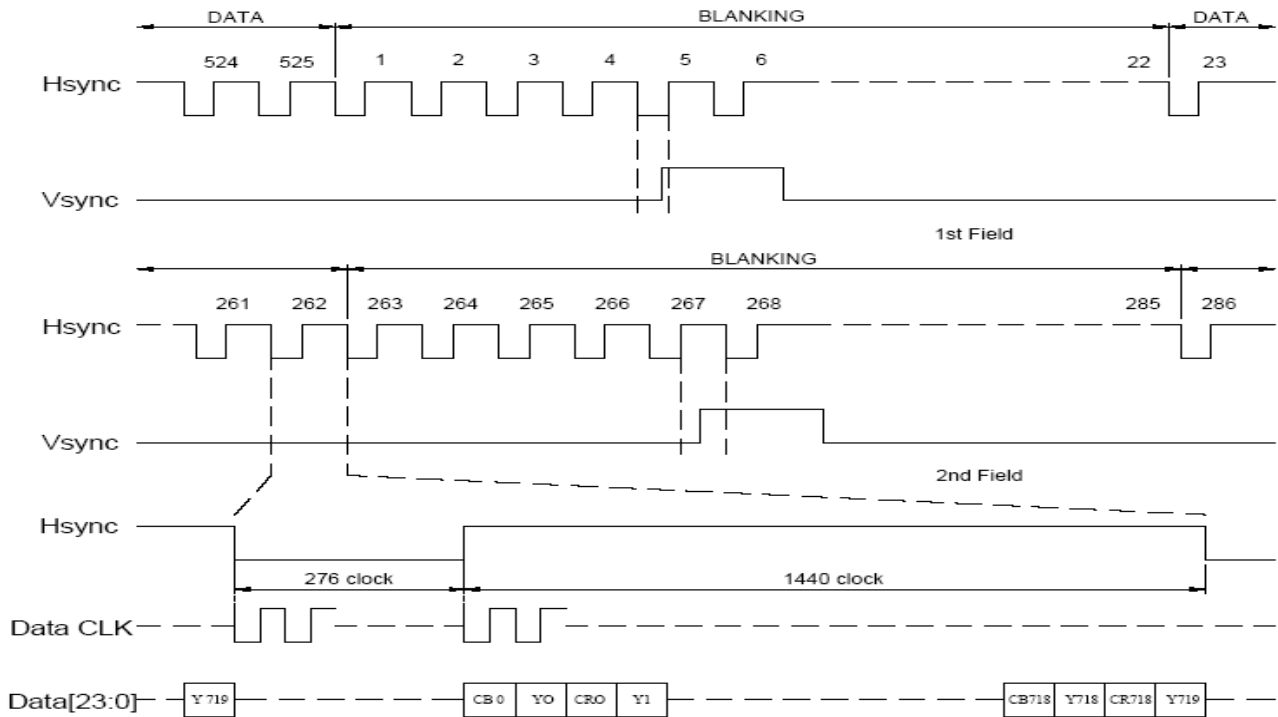 DATA BLANKING DATA
524 525 1 2 3 4 5 6 22 23
Hsync
Vsync
1st Field
BLANKING
261 262 263 264 265 266 267 268 285 286
Hsync
Vsync
2nd Field
Hsync
276 clock 1440 clock
Data CLK
Data[23:0] Y 719 CB 0 YO CRO Y1 CB718 Y718 CR718 Y719